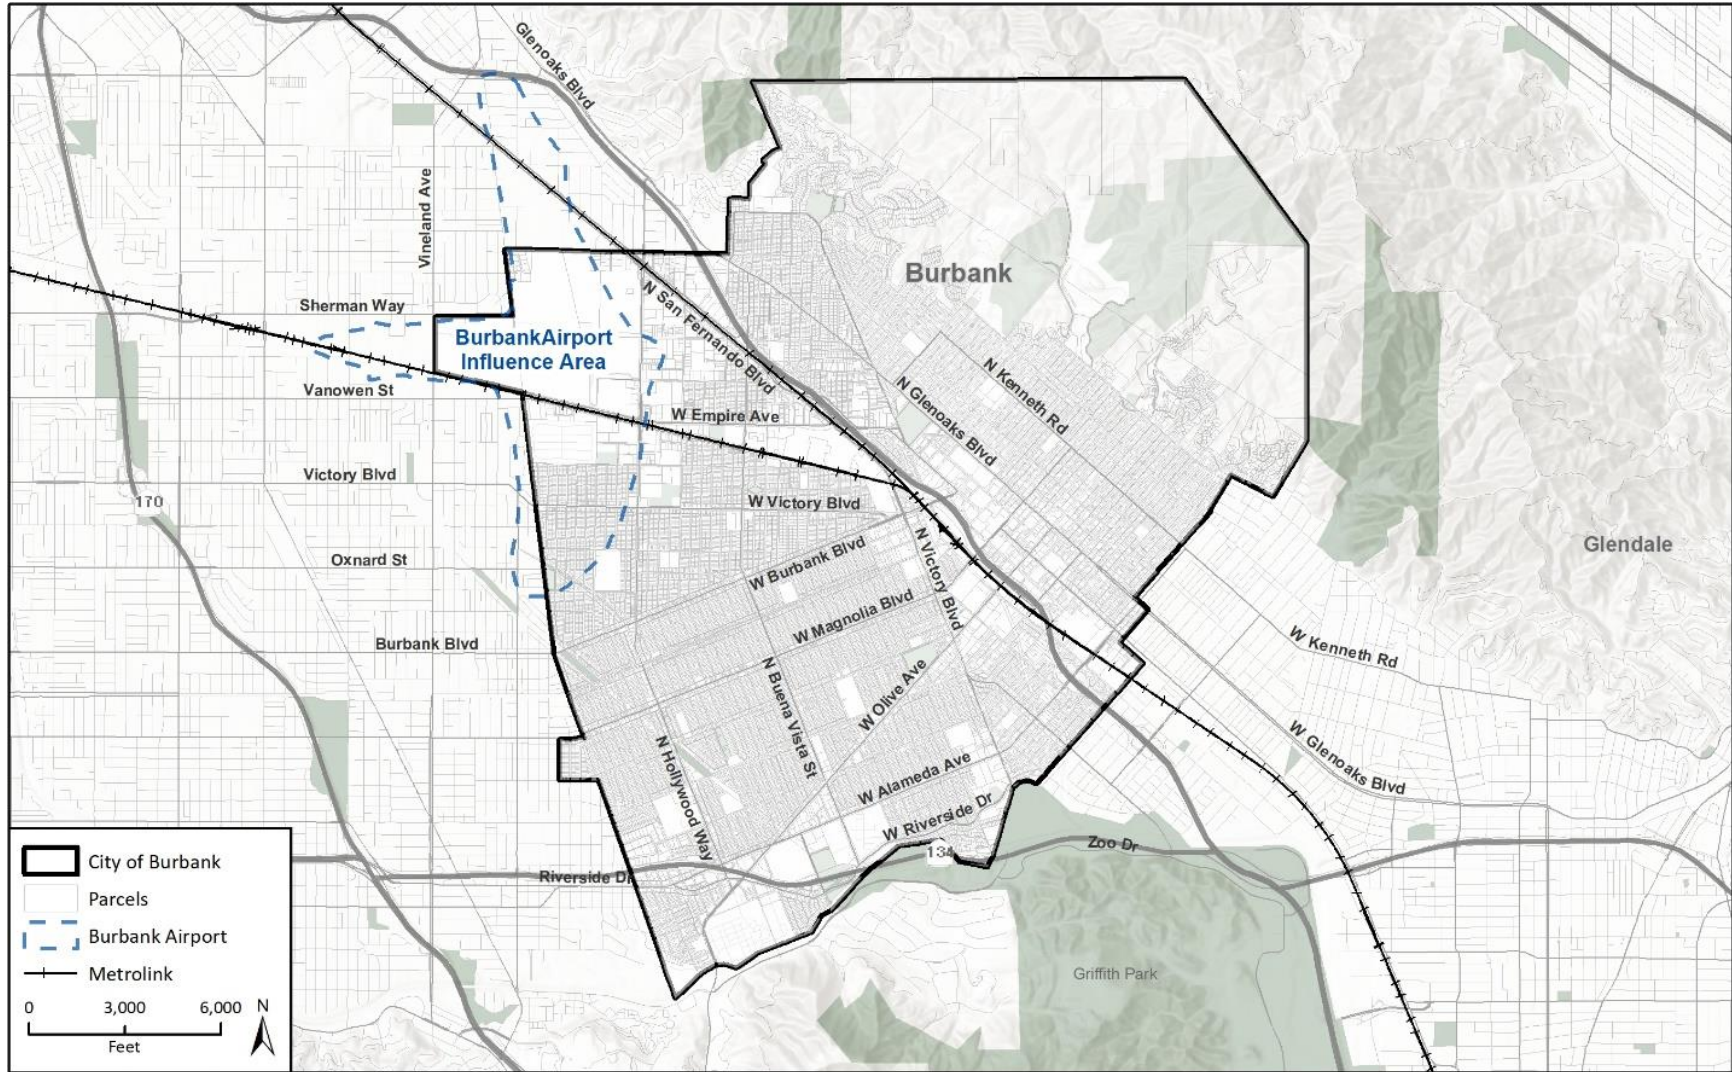 Glenoaks Blvd
Vineland Ave
Burbank
Sherman Way
N San Fernando Blvd
BurbankAirport
Influence Area
N Kenneth Rd
Vanowen St
N Glenoaks Blvd
W Empire Ave
Victory Blvd
170
W Victory Blvd
Oxnard St
W Burbank Blvd
N Victory Blvd
Glendale
W Magnolia Blvd
Burbank Blvd
W Kenneth Rd
N Buena Vista St
W Olive Ave
N Hollywood Way
W Glenoaks Blvd
W Alameda Ave
W Riverside Dr
134
Zoo Dr
Riverside Dr
Griffith Park
City of Burbank
Parcels
Burbank Airport
Metrolink
0 3,000 6,000 N
Feet